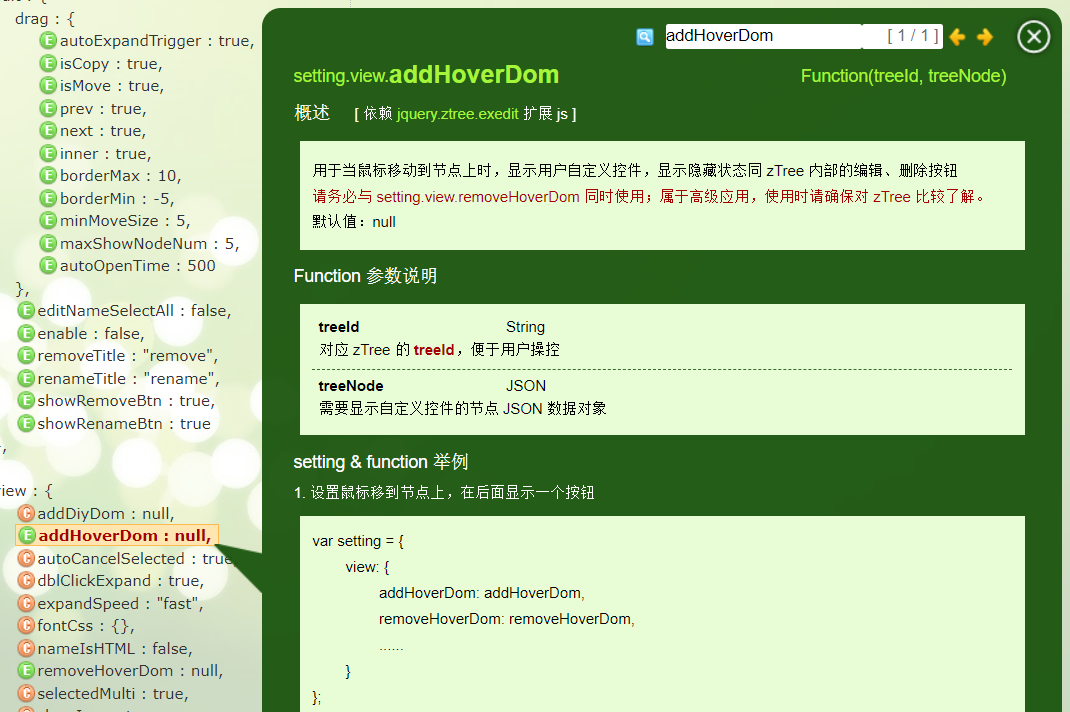 drag : {
autoExpandTrigger : true,
isCopy : true,
isMove : true,
prev : true,
next : true,
inner : true,
borderMax : 10,
borderMin : -5,
minMoveSize : 5,
maxShowNodeNum : 5,
autoOpenTime : 500
},
editNameSelectAll : false,
enable : false,
removeTitle : "remove",
renameTitle : "rename",
showRemoveBtn : true,
showRenameBtn : true
,
iew : {
addDiyDom : null,
addHoverDom : null,
autoCancelSelected : true
dblClickExpand : true,
expandSpeed : "fast",
fontCss : {},
nameIsHTML : false,
removeHoverDom : null,
selectedMulti : true,
addHoverDom [ 1 / 1 ]
setting.view.addHoverDom Function(treeId, treeNode)
概述 [ 依赖 jquery.ztree.exedit 扩展 js ]
用于当鼠标移动到节点上时，显示用户自定义控件，显示隐藏状态同 zTree 内部的编辑、删除按钮
请务必与 setting.view.removeHoverDom 同时使用；属于高级应用，使用时请确保对 zTree 比较了解。
默认值：null
Function 参数说明
treeId String
对应 zTree 的 treeId，便于用户操控
treeNode JSON
需要显示自定义控件的节点 JSON 数据对象
setting & function 举例
1. 设置鼠标移到节点上，在后面显示一个按钮
var setting = {
view: {
addHoverDom: addHoverDom,
removeHoverDom: removeHoverDom,
......
}
};